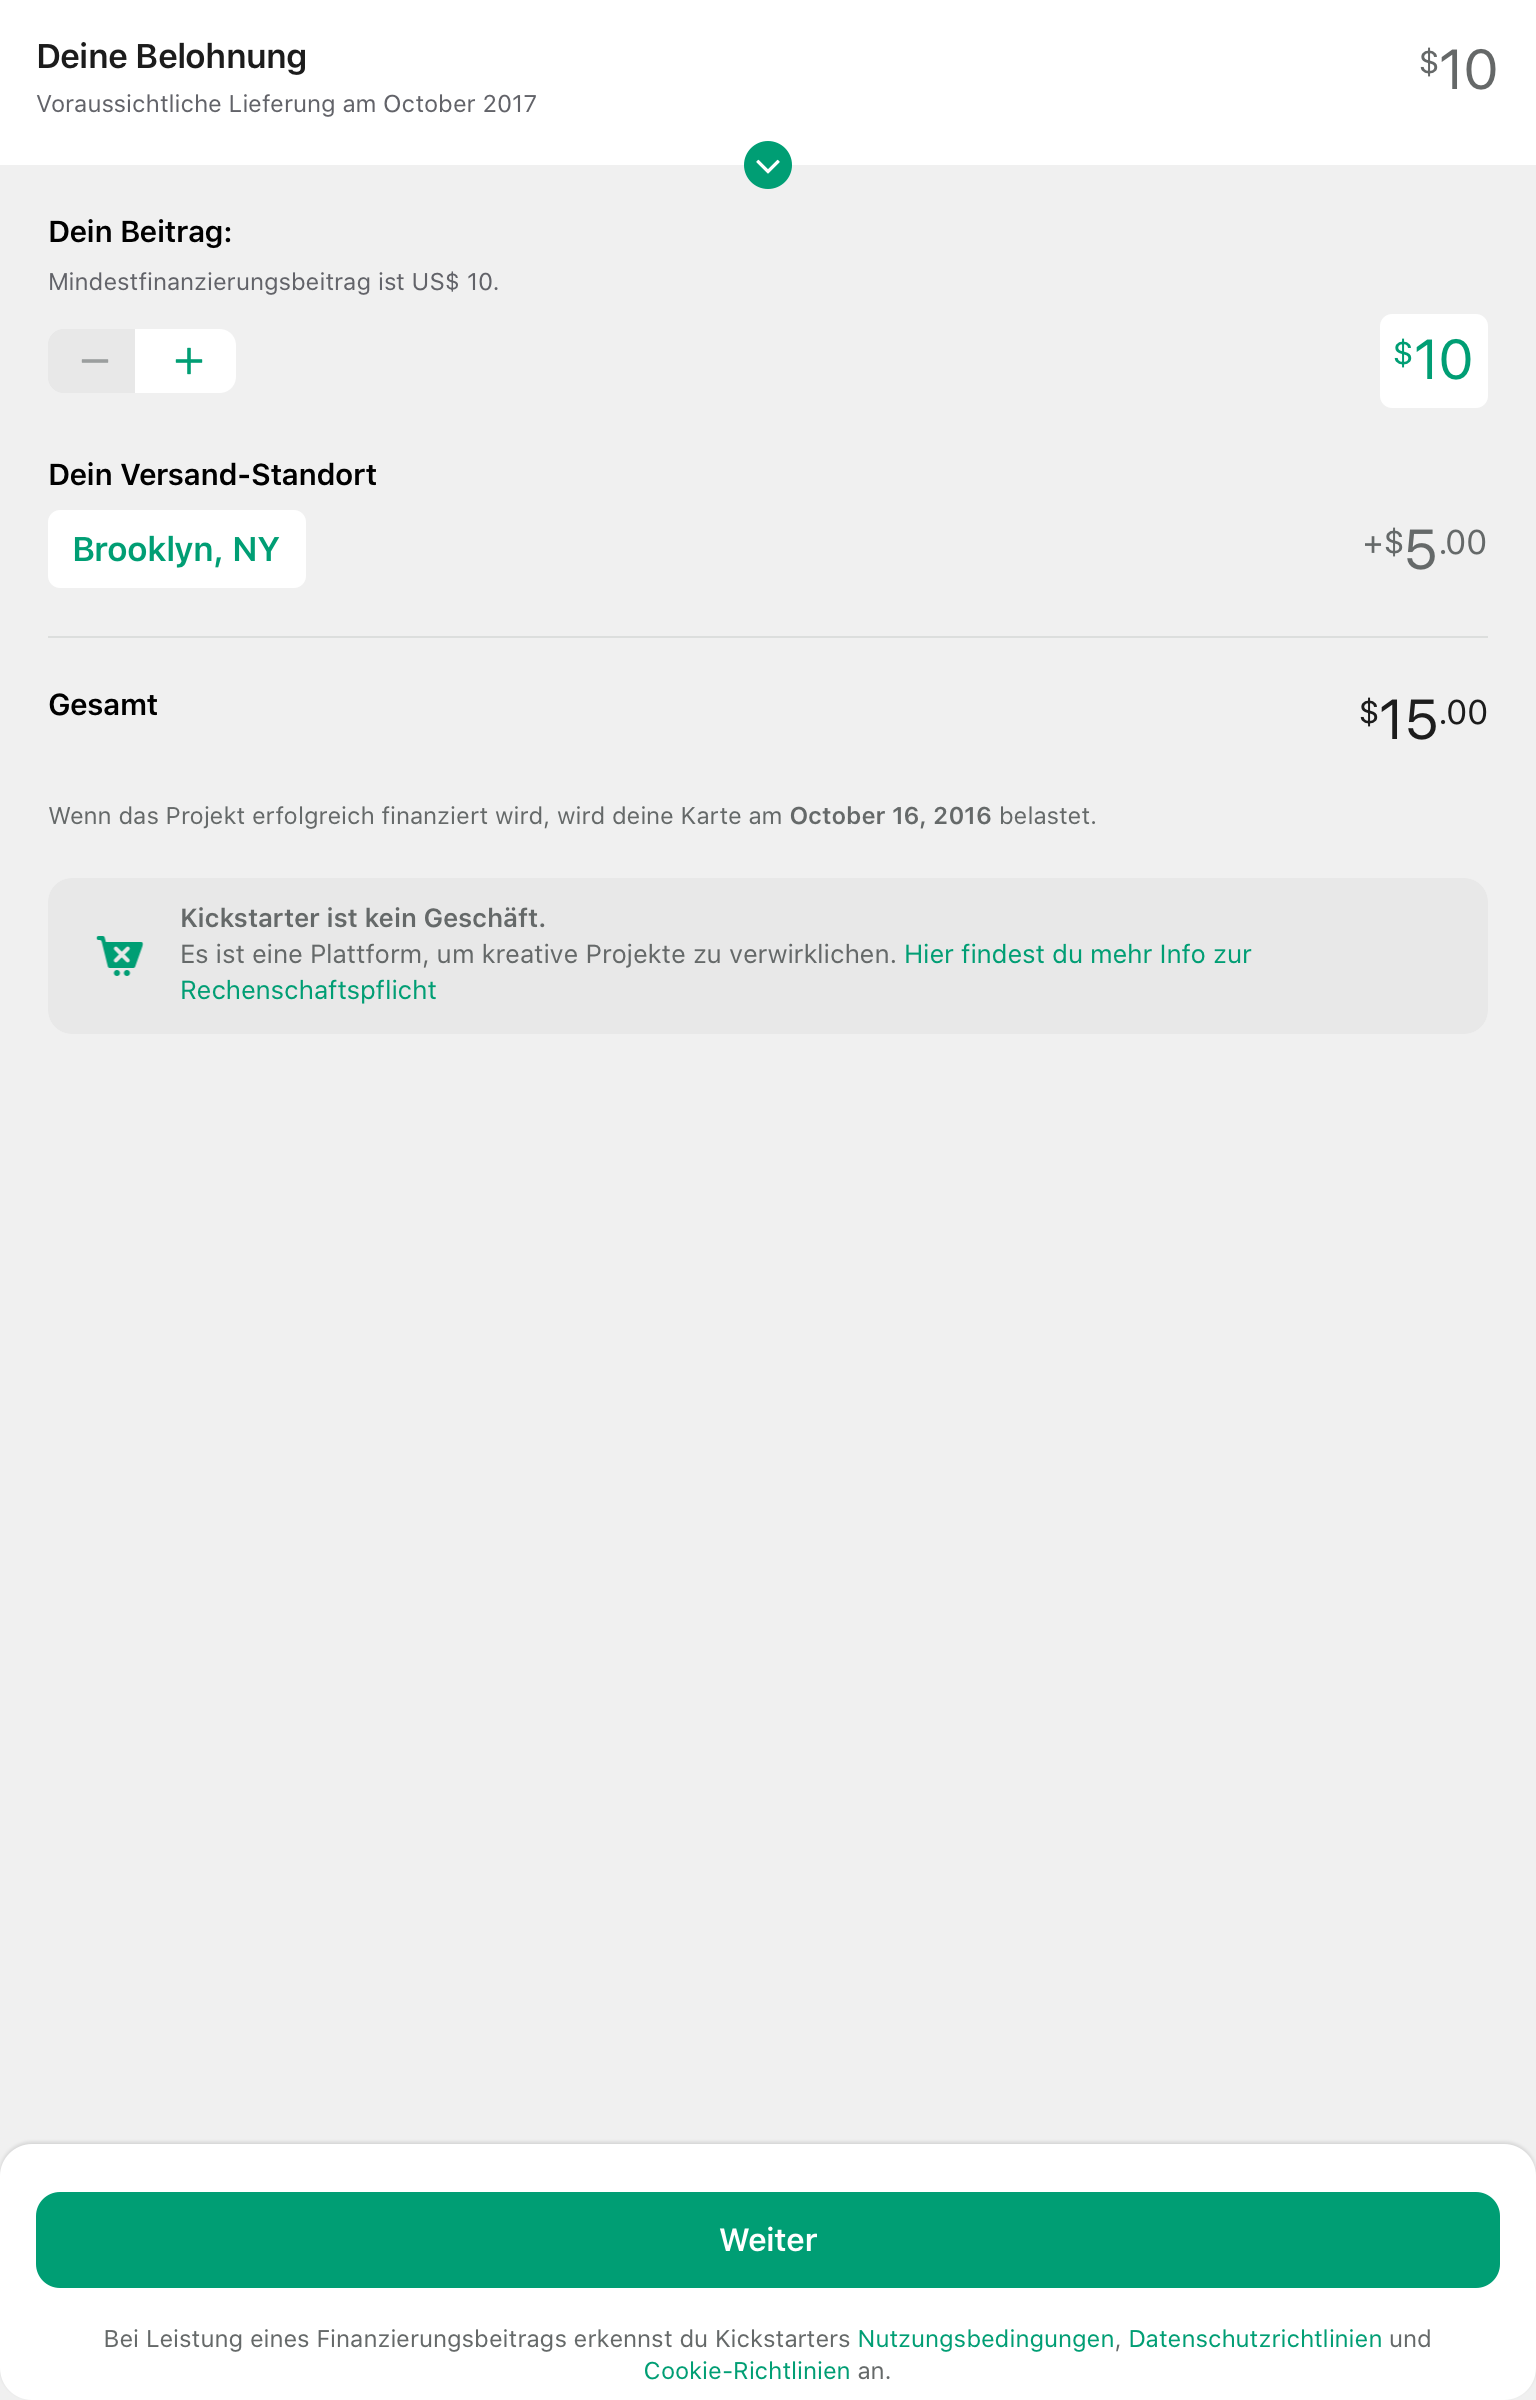 Deine Belohnung
$10
Voraussichtliche Lieferung am October 2017
Dein Beitrag:
Mindestfinanzierungsbeitrag ist US$ 10.
− +
$10
Dein Versand-Standort
Brooklyn, NY
+$5.00
Gesamt
$15.00
Wenn das Projekt erfolgreich finanziert wird, wird deine Karte am October 16, 2016 belastet.
Kickstarter ist kein Geschäft.
Es ist eine Plattform, um kreative Projekte zu verwirklichen. Hier findest du mehr Info zur
Rechenschaftspflicht
Weiter
Bei Leistung eines Finanzierungsbeitrags erkennst du Kickstarters Nutzungsbedingungen, Datenschutzrichtlinien und
Cookie-Richtlinien an.